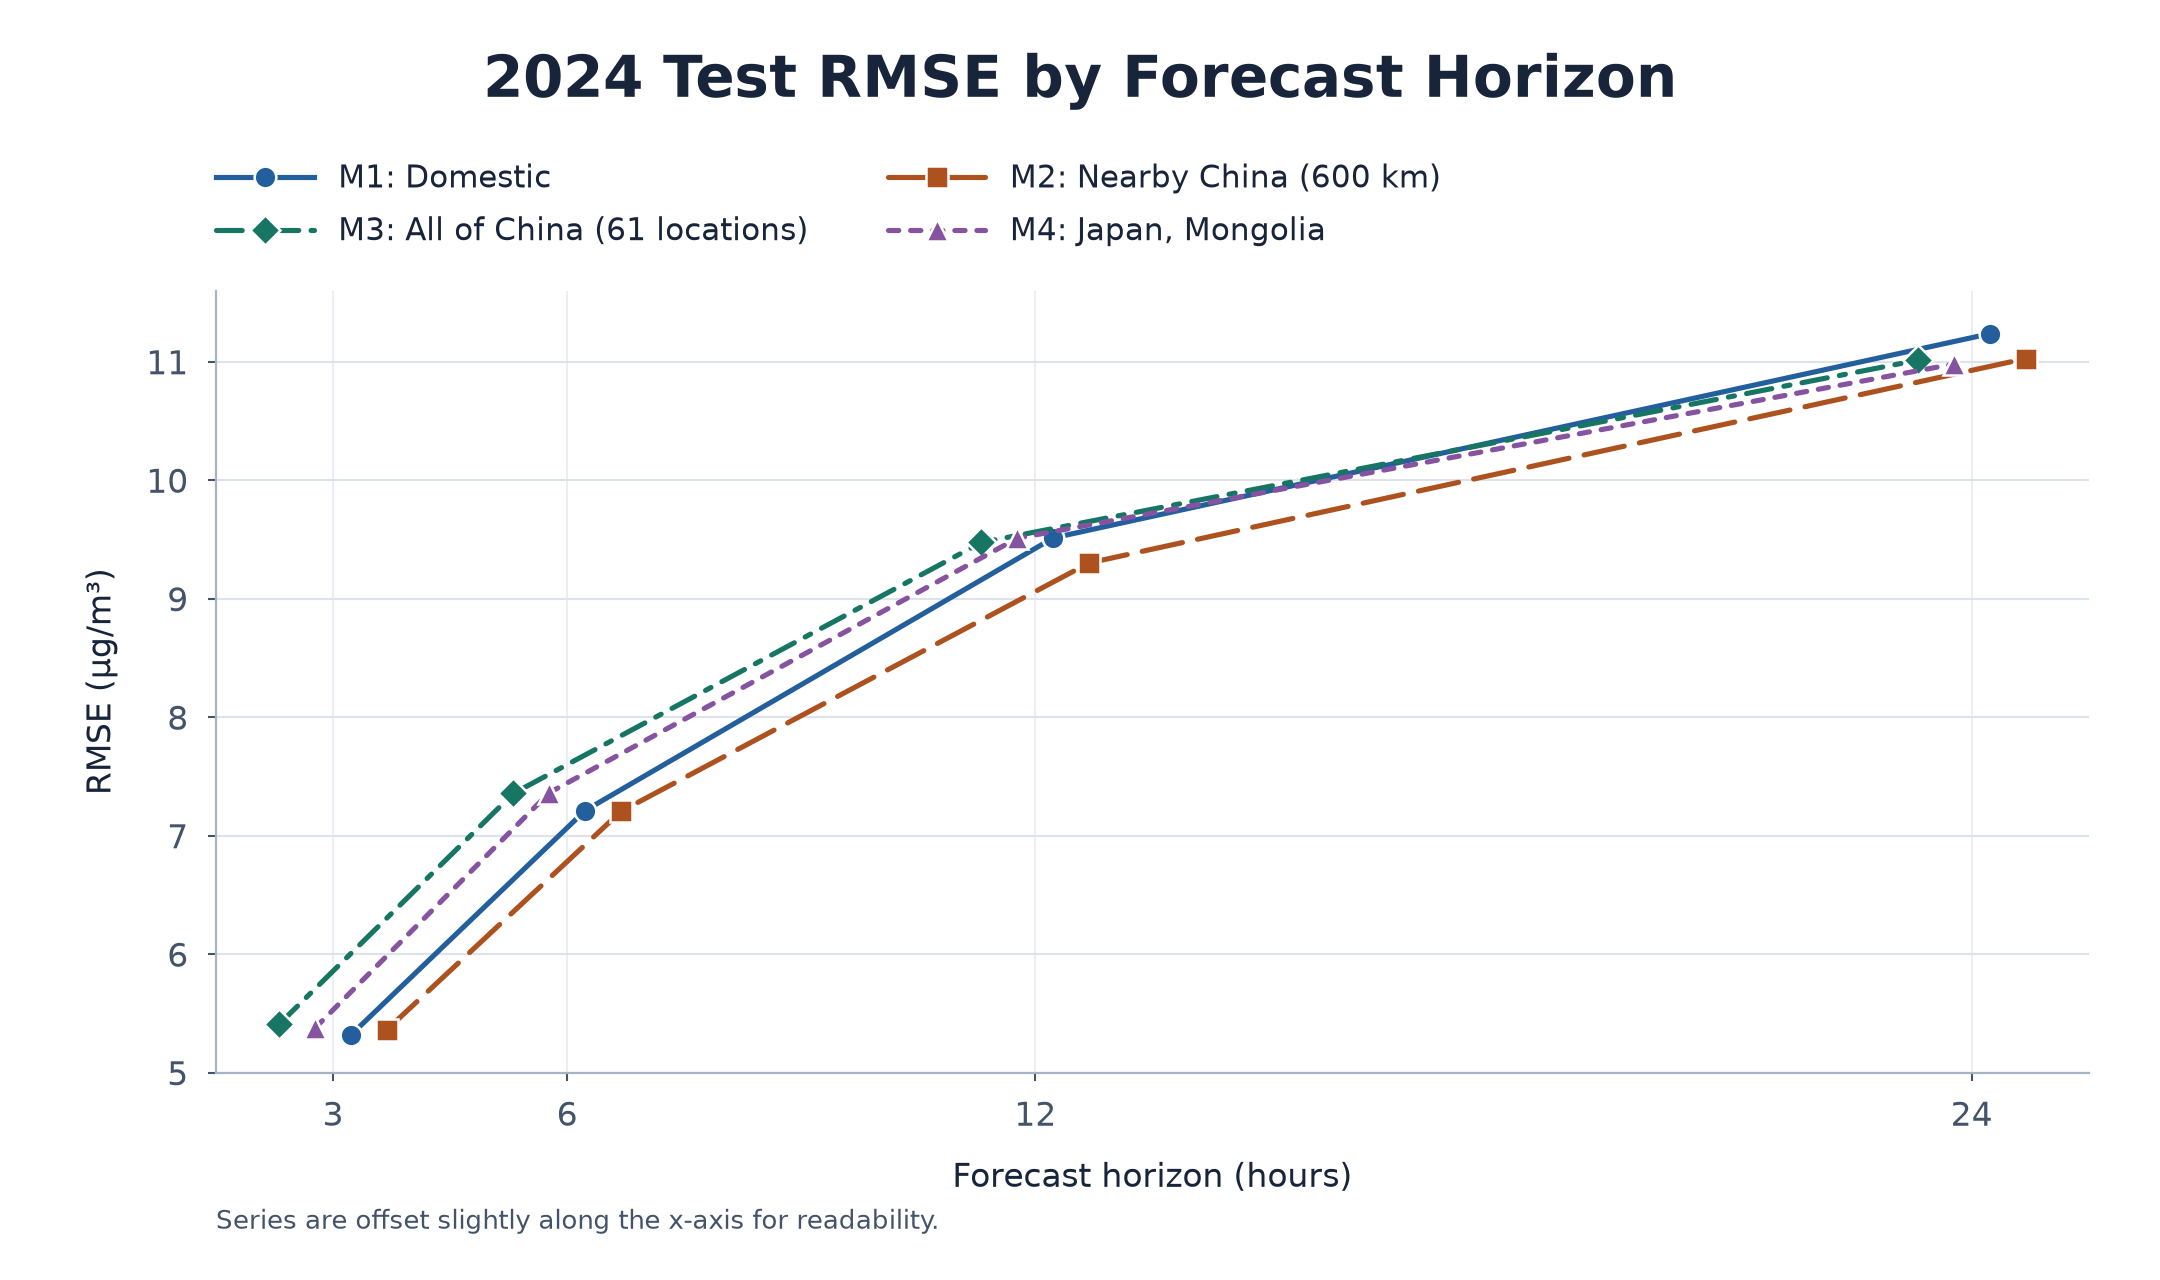 2024 Test RMSE by Forecast Horizon
M1: Domestic
M2: Nearby China (600 km)
M3: All of China (61 locations)
M4: Japan, Mongolia
RMSE (µg/m³)
11
10
9
8
7
6
5
3
6
12
24
Forecast horizon (hours)
Series are offset slightly along the x-axis for readability.